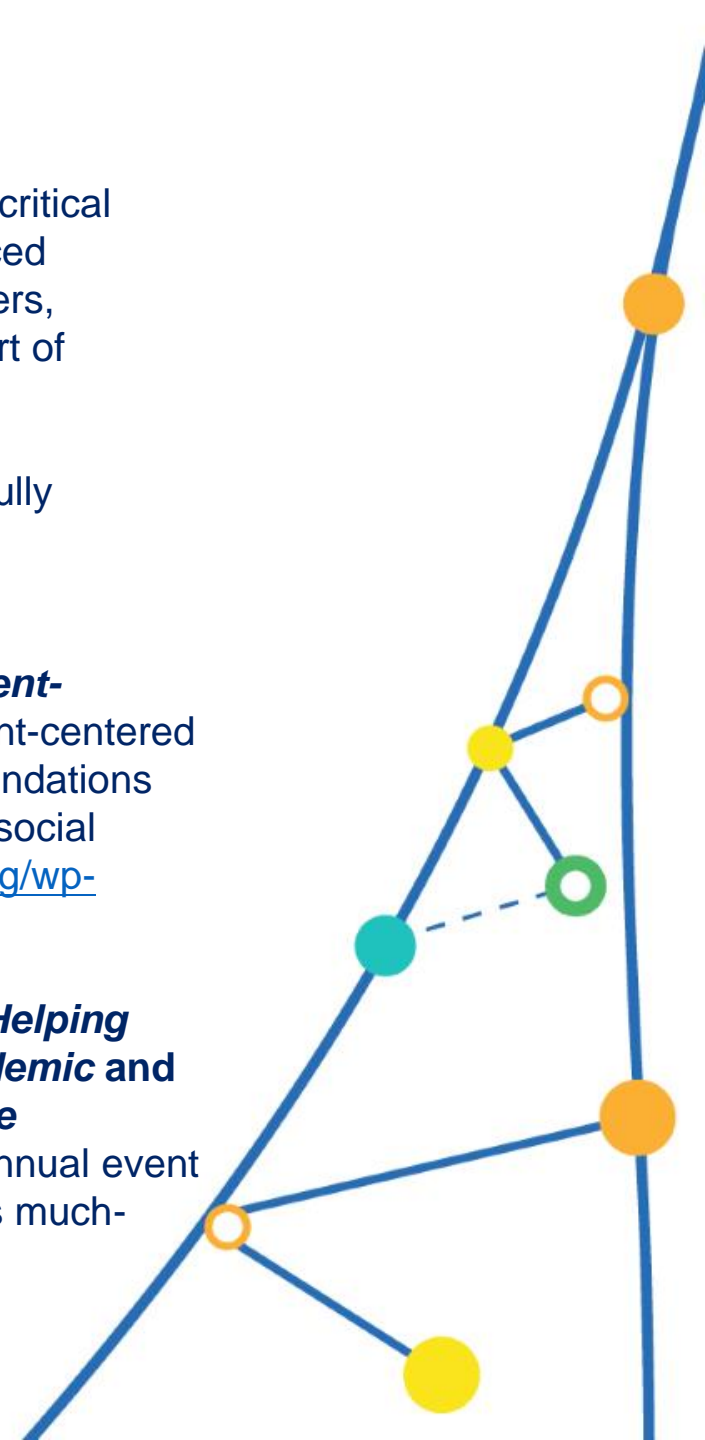 critical
ced
ers,
rt of
ully
ent-
nt-centered
ndations
social
g/wp-
Helping
demic and
e
nnual event
s much-